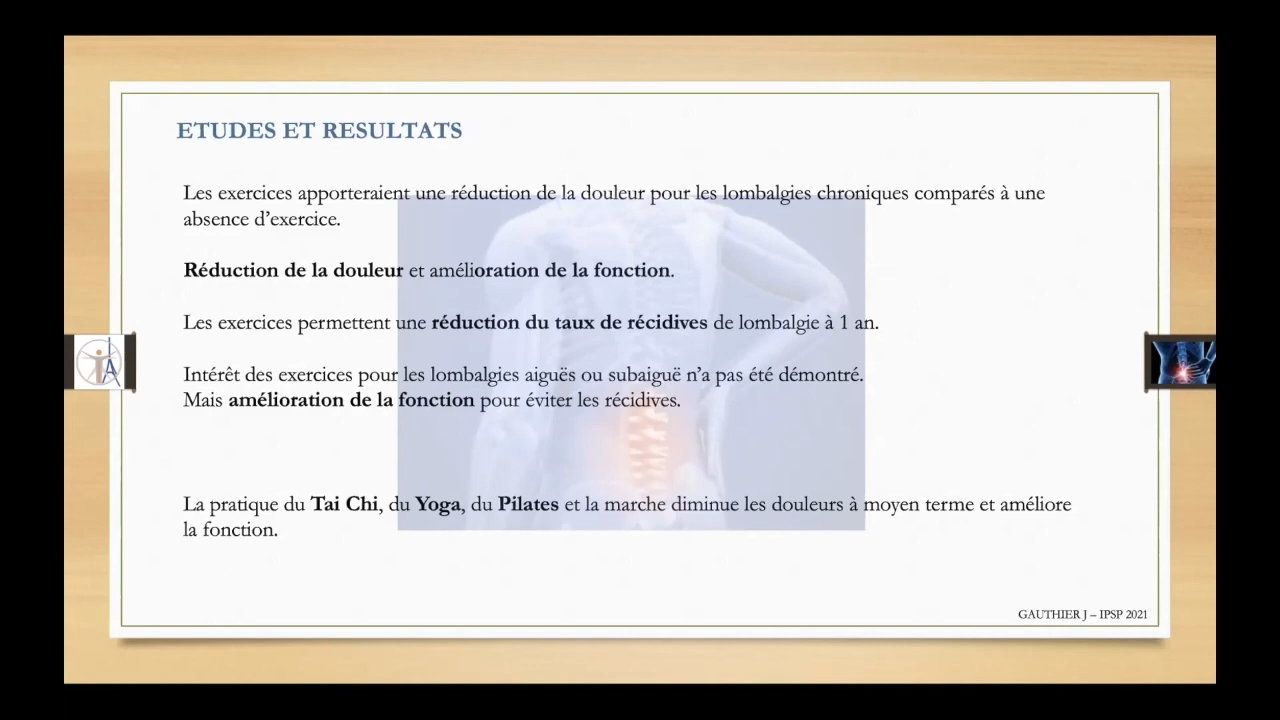 ETUDES ET RESULTATS
Les exercices apporteraient une réduction de la douleur pour les lombalgies chroniques comparés à une
absence d’exercice.
Réduction de la douleur et amélioration de la fonction.
Les exercices permettent une réduction du taux de récidives de lombalgie à 1 an.
Intérêt des exercices pour les lombalgies aiguës ou subaiguë n’a pas été démontré.
Mais amélioration de la fonction pour éviter les récidives.
La pratique du Tai Chi, du Yoga, du Pilates et la marche diminue les douleurs à moyen terme et améliore
la fonction.
GAUTHIER J – IPSP 2021